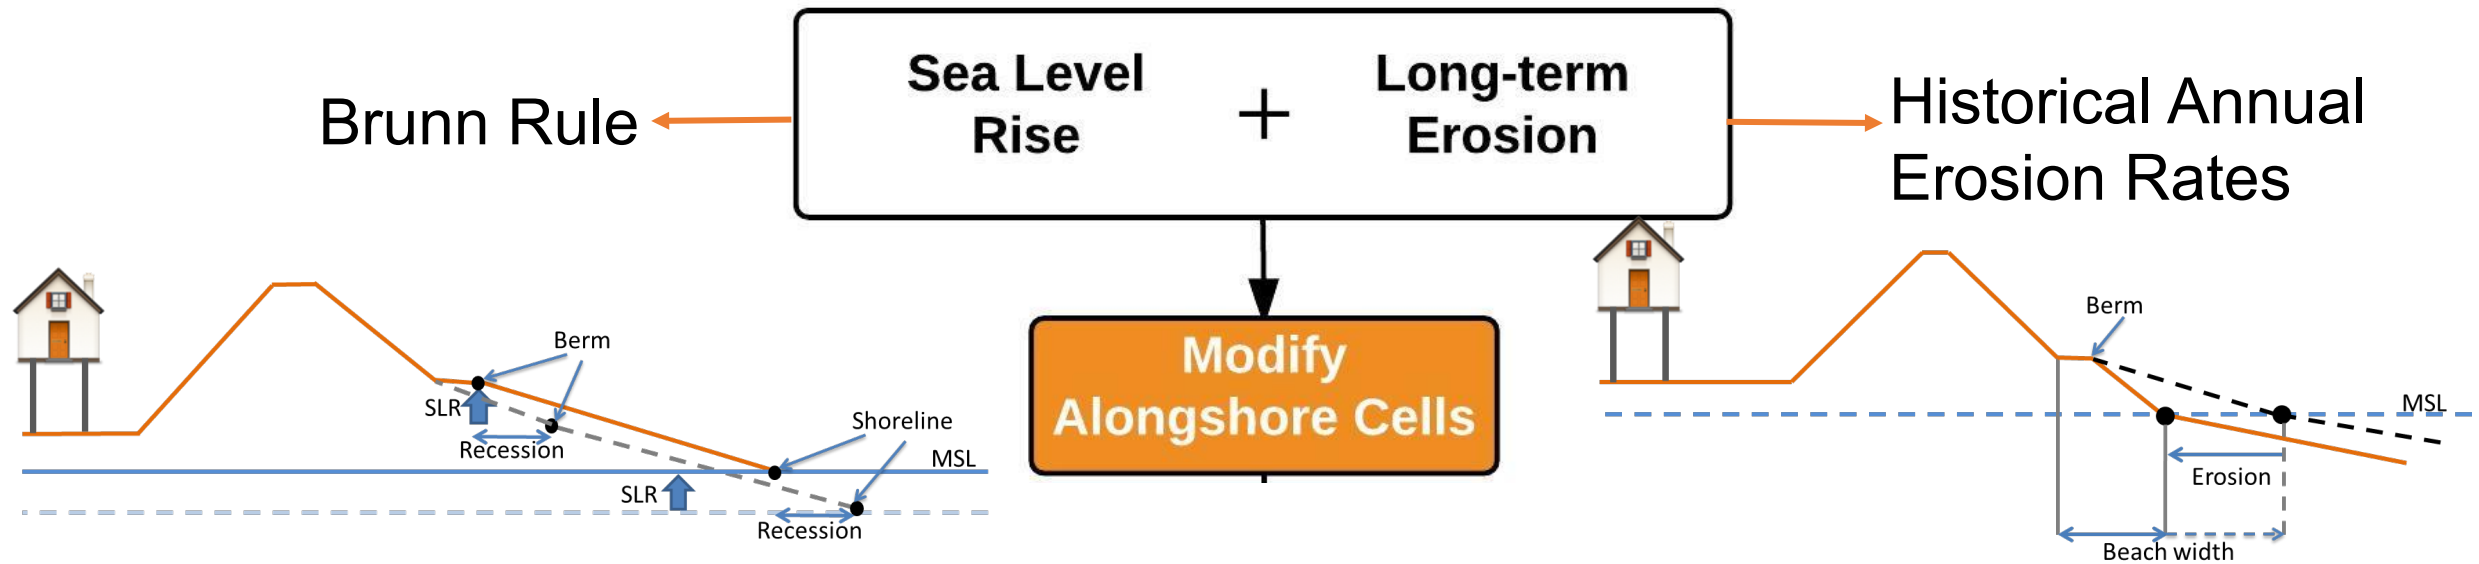 Sea Level
Rise
+
Long-term
Erosion
Brunn Rule
Historical Annual
Erosion Rates
Modify
Alongshore Cells
Berm
SLR
Recession
Shoreline
MSL
SLR
Recession
Berm
MSL
Erosion
Beach width